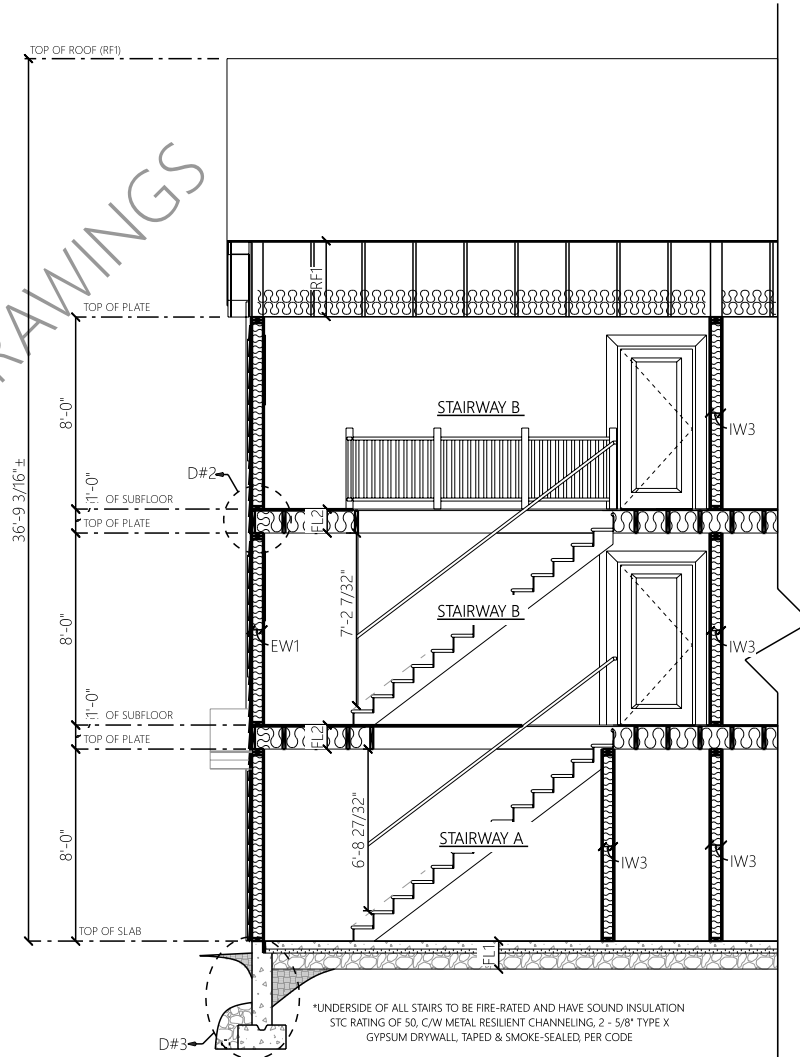 TOP OF ROOF (RF1)
RAWINGS
RF1
TOP OF PLATE
8'-0"
STAIRWAY B
IW3
36'-9 3/16"±
D#2
1'-0"
OF SUBFLOOR
FL2
TOP OF PLATE
8'-0"
7'-2 7/32"
STAIRWAY B
EW1
IW3
1'-0"
OF SUBFLOOR
FL2
TOP OF PLATE
8'-0"
6'-8 27/32"
STAIRWAY A
IW3
IW3
TOP OF SLAB
FL1
*UNDERSIDE OF ALL STAIRS TO BE FIRE-RATED AND HAVE SOUND INSULATION
STC RATING OF 50, C/W METAL RESILIENT CHANNELING, 2 - 5/8" TYPE X
GYPSUM DRYWALL, TAPED & SMOKE-SEALED, PER CODE
D#3